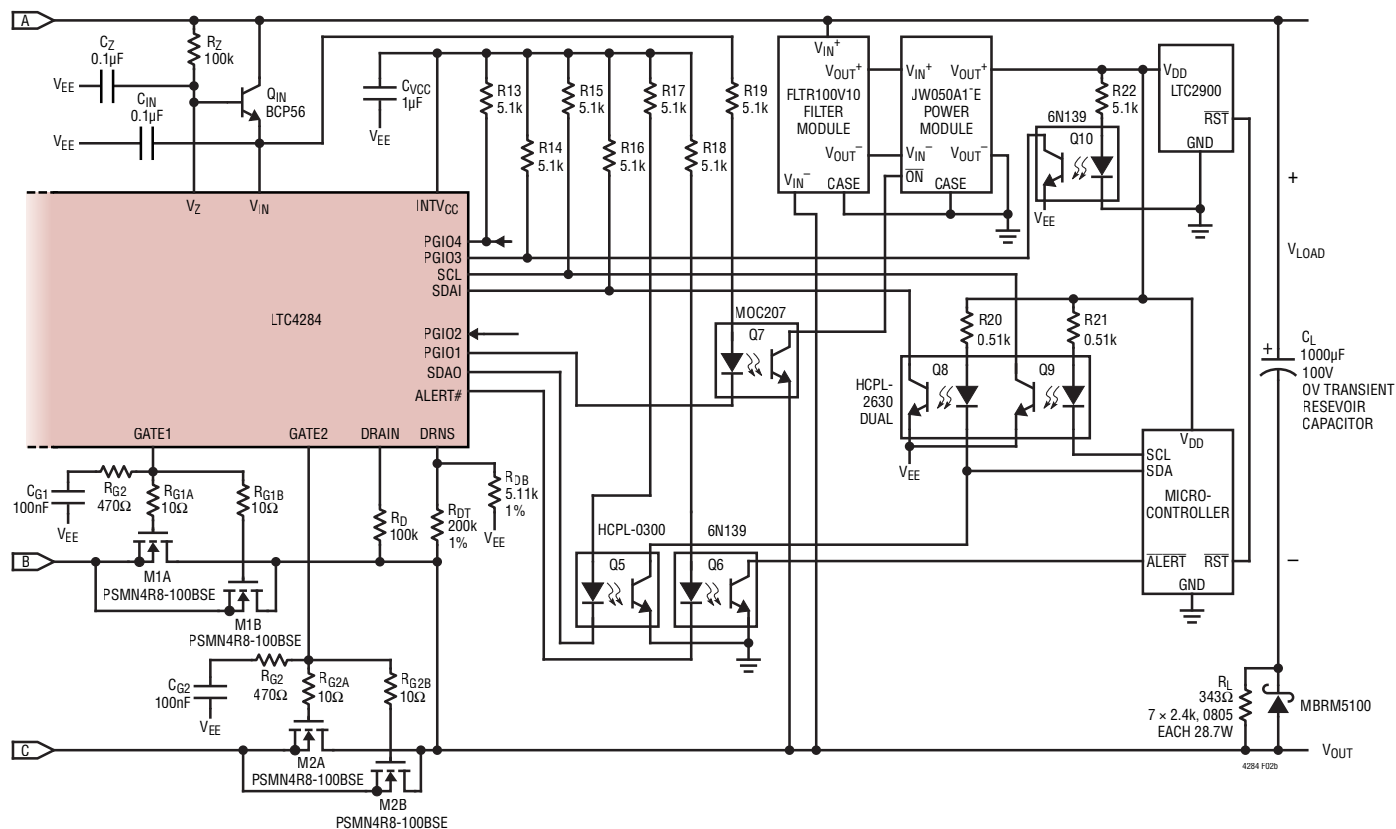 A
CZ
0.1µF
RZ
100k
VEE
CIN
0.1µF
VEE
QIN
BCP56
CVCC
1µF
VEE
R13
5.1k
R15
5.1k
R17
5.1k
R19
5.1k
R14
5.1k
R16
5.1k
R18
5.1k
VIN+
VOUT+
FLTR100V10
FILTER
MODULE
VOUT−
VIN−
CASE
VIN+
VOUT+
JW050A1-E
POWER
MODULE
VIN−
VOUT−
ON
CASE
R22
5.1k
6N139
Q10
VEE
VDD
LTC2900
RST
GND
+
VLOAD
−
VZ
VIN
INTVCC
PGIO4
PGIO3
SCL
SDAI
LTC4284
PGIO2
PGIO1
SDAO
ALERT#
GATE1
GATE2
DRAIN
DRNS
MOC207
Q7
R20
0.51k
R21
0.51k
HCPL-
2630
DUAL
Q8
Q9
VEE
+
CL
1000µF
100V
OV TRANSIENT
RESEVOIR
CAPACITOR
VDD
SCL
SDA
MICRO-
CONTROLLER
ALERT
RST
GND
CG1
100nF
VEE
RG2
470Ω
RG1A
10Ω
RG1B
10Ω
RD
100k
RDT
200k
1%
RDB
5.11k
1%
VEE
HCPL-0300
Q5
6N139
Q6
B
M1A
PSMN4R8-100BSE
M1B
PSMN4R8-100BSE
CG2
100nF
VEE
RG2
470Ω
RG2A
10Ω
RG2B
10Ω
RL
343Ω
7 × 2.4k, 0805
EACH 28.7W
MBRM5100
C
M2A
PSMN4R8-100BSE
M2B
PSMN4R8-100BSE
VOUT
4284 F02b